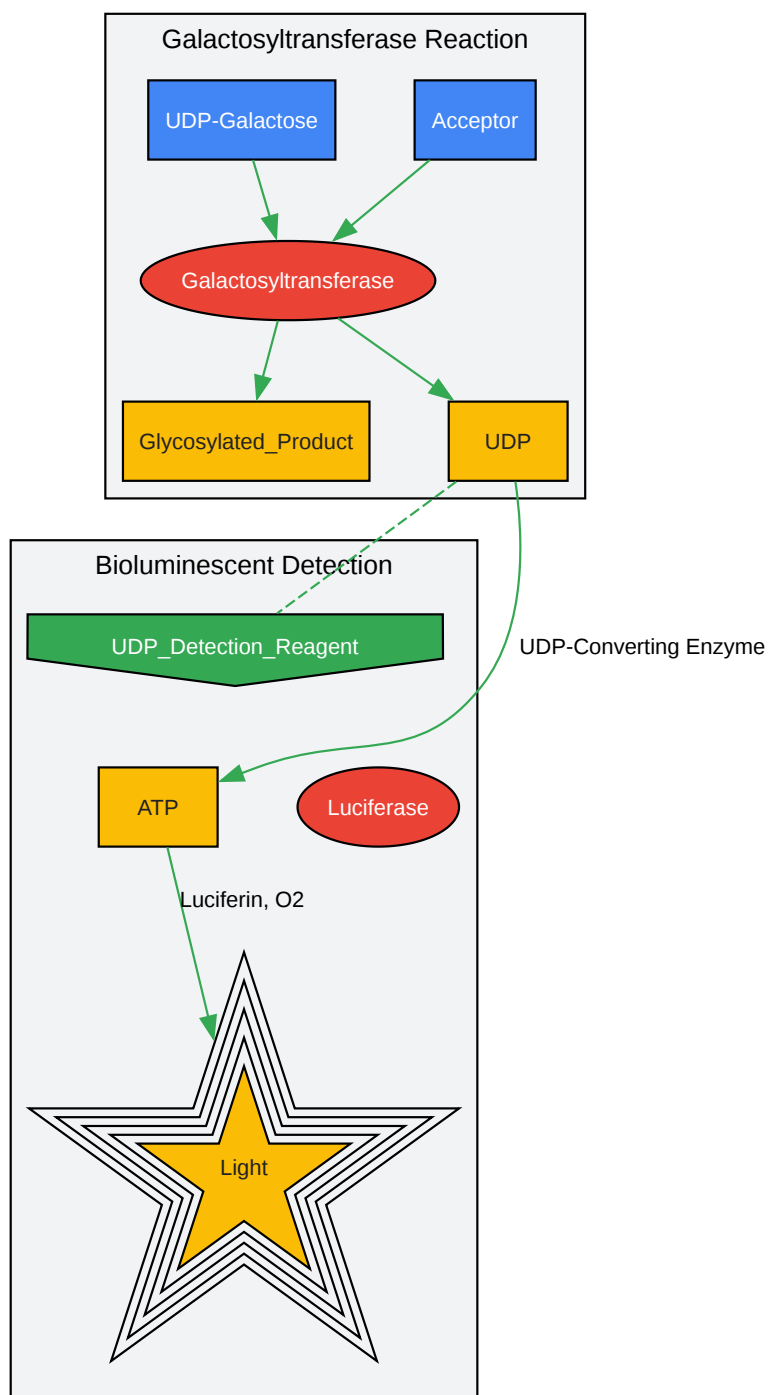 Galactosyltransferase Reaction
UDP-Galactose
Acceptor
Galactosyltransferase
Glycosylated_Product
UDP
Bioluminescent Detection
UDP_Detection_Reagent
UDP-Converting Enzyme
ATP
Luciferase
Luciferin, O2
Light